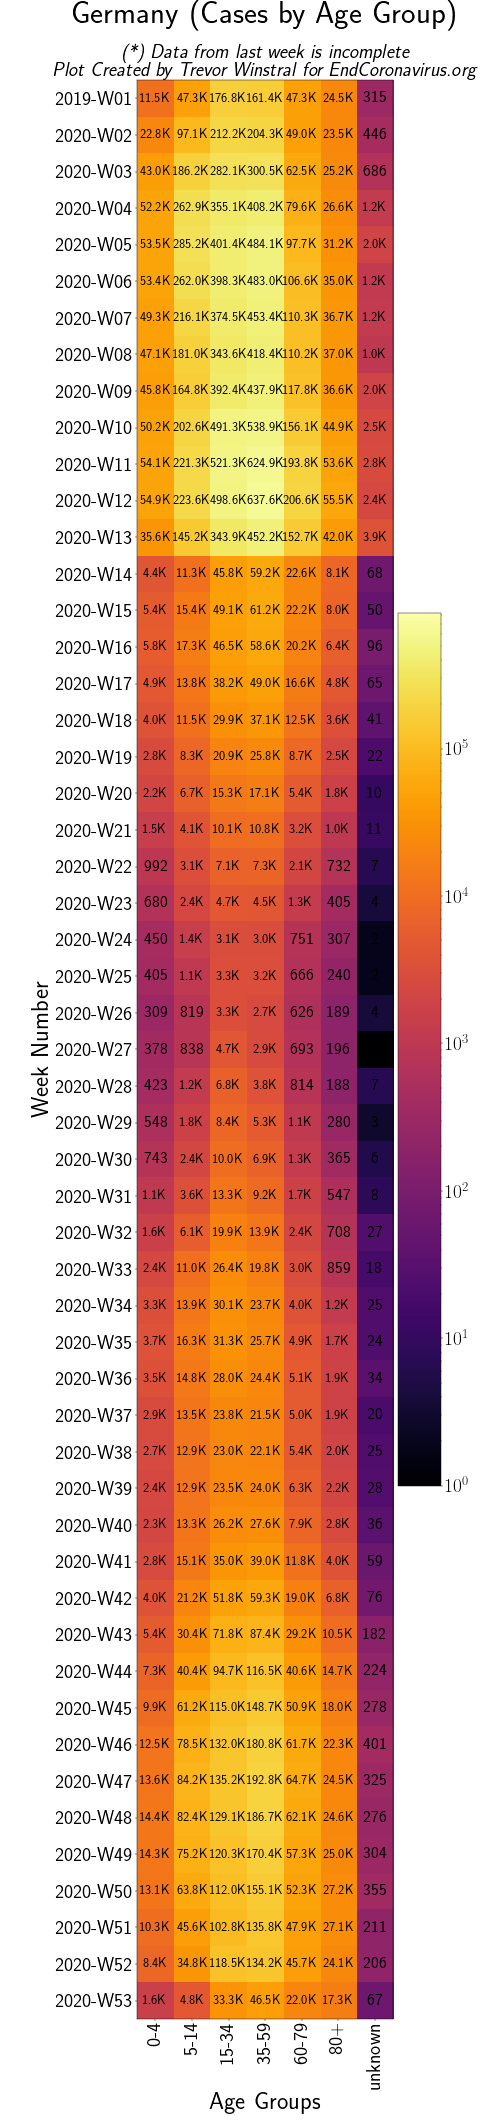 Germany (Cases by Age Group)
(*) Data from last week is incomplete
Plot Created by Trevor Winstral for EndCoronavirus.org
2019-W01 11.5K 47.3K 176.8K 161.4K 47.3K 24.5K 315
2020-W02 22.8K 97.1K 212.2K 204.3K 49.0K 23.5K 446
2020-W03 43.0K 186.2K 282.1K 300.5K 62.5K 25.2K 686
2020-W04 52.2K 262.9K 355.1K 408.2K 79.6K 26.6K 1.2K
2020-W05 53.5K 285.2K 401.4K 484.1K 97.7K 31.2K 2.0K
2020-W06 53.4K 262.0K 398.3K 483.0K 106.6K 35.0K 1.2K
2020-W07 49.3K 216.1K 374.5K 453.4K 110.3K 36.7K 1.2K
2020-W08 47.1K 181.0K 343.6K 418.4K 110.2K 37.0K 1.0K
2020-W09 45.8K 164.8K 392.4K 437.9K 117.8K 36.6K 2.0K
2020-W10 50.2K 202.6K 491.3K 538.9K 156.1K 44.9K 2.5K
2020-W11 54.1K 221.3K 521.3K 624.9K 193.8K 53.6K 2.8K
2020-W12 54.9K 223.6K 498.6K 637.6K 206.6K 55.5K 2.4K
2020-W13 35.6K 145.2K 343.9K 452.2K 152.7K 42.0K 3.9K
2020-W14 4.4K 11.3K 45.8K 59.2K 22.6K 8.1K 68
2020-W15 5.4K 15.4K 49.1K 61.2K 22.2K 8.0K 50
2020-W16 5.8K 17.3K 46.5K 58.6K 20.2K 6.4K 96
2020-W17 4.9K 13.8K 38.2K 49.0K 16.6K 4.8K 65
2020-W18 4.0K 11.5K 29.9K 37.1K 12.5K 3.6K 41
2020-W19 2.8K 8.3K 20.9K 25.8K 8.7K 2.5K 22
2020-W20 2.2K 6.7K 15.3K 17.1K 5.4K 1.8K 10
2020-W21 1.5K 4.1K 10.1K 10.8K 3.2K 1.0K 11
2020-W22 992 3.1K 7.1K 7.3K 2.1K 732 7
2020-W23 680 2.4K 4.7K 4.5K 1.3K 405 4
2020-W24 450 1.4K 3.1K 3.0K 751 307
2020-W25 405 1.1K 3.3K 3.2K 666 240
2020-W26 309 819 3.3K 2.7K 626 189 4
2020-W27 378 838 4.7K 2.9K 693 196
2020-W28 423 1.2K 6.8K 3.8K 814 188 7
2020-W29 548 1.8K 8.4K 5.3K 1.1K 280 3
2020-W30 743 2.4K 10.0K 6.9K 1.3K 365 6
2020-W31 1.1K 3.6K 13.3K 9.2K 1.7K 547 8
2020-W32 1.6K 6.1K 19.9K 13.9K 2.4K 708 27
2020-W33 2.4K 11.0K 26.4K 19.8K 3.0K 859 18
2020-W34 3.3K 13.9K 30.1K 23.7K 4.0K 1.2K 25
2020-W35 3.7K 16.3K 31.3K 25.7K 4.9K 1.7K 24
2020-W36 3.5K 14.8K 28.0K 24.4K 5.1K 1.9K 34
2020-W37 2.9K 13.5K 23.8K 21.5K 5.0K 1.9K 20
2020-W38 2.7K 12.9K 23.0K 22.1K 5.4K 2.0K 25
2020-W39 2.4K 12.9K 23.5K 24.0K 6.3K 2.2K 28
2020-W40 2.3K 13.3K 26.2K 27.6K 7.9K 2.8K 36
2020-W41 2.8K 15.1K 35.0K 39.0K 11.8K 4.0K 59
2020-W42 4.0K 21.2K 51.8K 59.3K 19.0K 6.8K 76
2020-W43 5.4K 30.4K 71.8K 87.4K 29.2K 10.5K 182
2020-W44 7.3K 40.4K 94.7K 116.5K 40.6K 14.7K 224
2020-W45 9.9K 61.2K 115.0K 148.7K 50.9K 18.0K 278
2020-W46 12.5K 78.5K 132.0K 180.8K 61.7K 22.3K 401
2020-W47 13.6K 84.2K 135.2K 192.8K 64.7K 24.5K 325
2020-W48 14.4K 82.4K 129.1K 186.7K 62.1K 24.6K 276
2020-W49 14.3K 75.2K 120.3K 170.4K 57.3K 25.0K 304
2020-W50 13.1K 63.8K 112.0K 155.1K 52.3K 27.2K 355
2020-W51 10.3K 45.6K 102.8K 135.8K 47.9K 27.1K 211
2020-W52 8.4K 34.8K 118.5K 134.2K 45.7K 24.1K 206
2020-W53 1.6K 4.8K 33.3K 46.5K 22.0K 17.3K 67
0-4 5-14 15-34 35-59 60-79 80+ unknown
Age Groups
Week Number
10^5
10^4
10^3
10^2
10^1
10^0